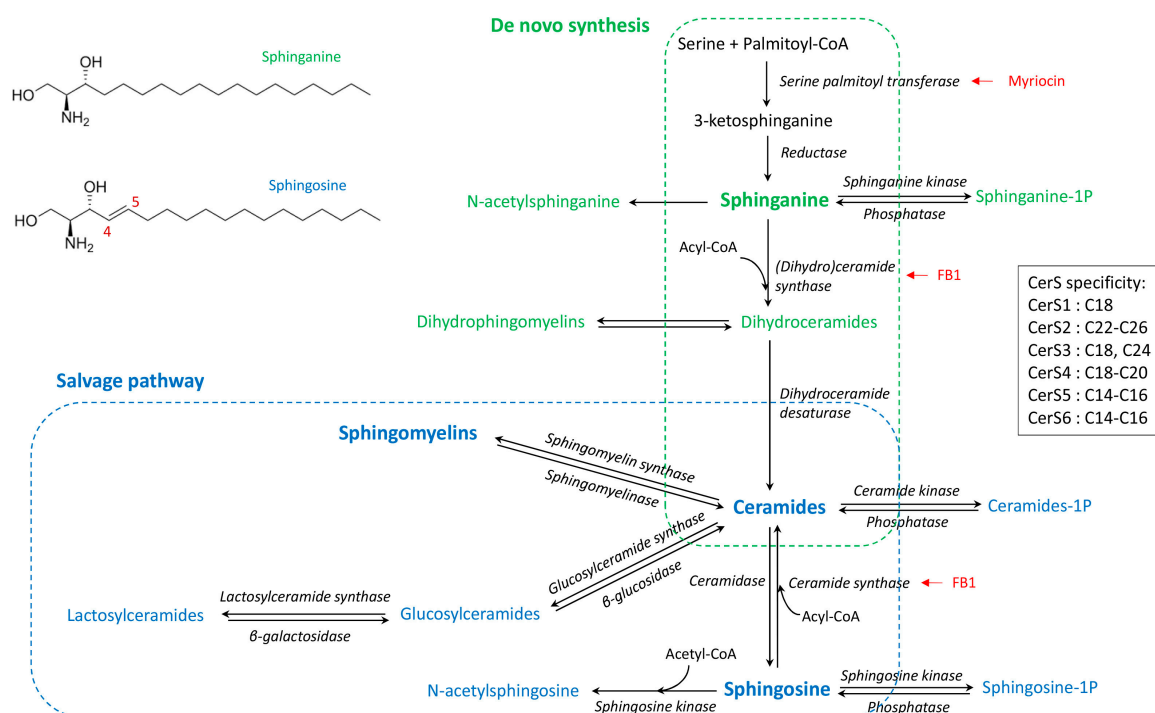 De novo synthesis
Serine + Palmitoyl-CoA
Sphinganine
OH
HO
NH2
Serine palmitoyl transferase
Myriocin
3-ketosphinganine
Reductase
Sphingosine
OH
HO
NH2
5
4
N-acetylsphinganine
Sphinganine
Sphinganine kinase
Phosphatase
Sphinganine-1P
Acyl-CoA
(Dihydro)ceramide
synthase
FB1
CerS specificity:
CerS1 : C18
CerS2 : C22-C26
CerS3 : C18, C24
CerS4 : C18-C20
CerS5 : C14-C16
CerS6 : C14-C16
Dihydrophingomyelins
Dihydroceramides
Salvage pathway
Dihydroceramide
desaturase
Sphingomyelins
Sphingomyelin synthase
Sphingomyelinase
Ceramides
Ceramide kinase
Phosphatase
Ceramides-1P
Glucosylceramide synthase
β-glucosidase
Ceramidase
Ceramide synthase
FB1
Acyl-CoA
Lactosylceramides
Lactosylceramide synthase
β-galactosidase
Glucosylceramides
Acetyl-CoA
N-acetylsphingosine
Sphingosine kinase
Sphingosine
Sphingosine kinase
Phosphatase
Sphingosine-1P